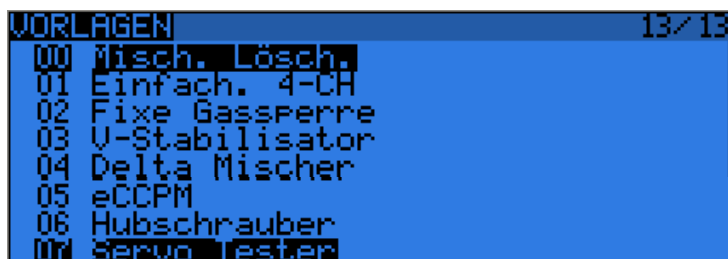 VORLAGEN 13/13
00 Misch. Lösch.
01 Einfach. 4-CH
02 Fixe Gassperre
03 V-Stabilisator
04 Delta Mischer
05 eCCPM
06 Hubschrauber
07 Servo Tester